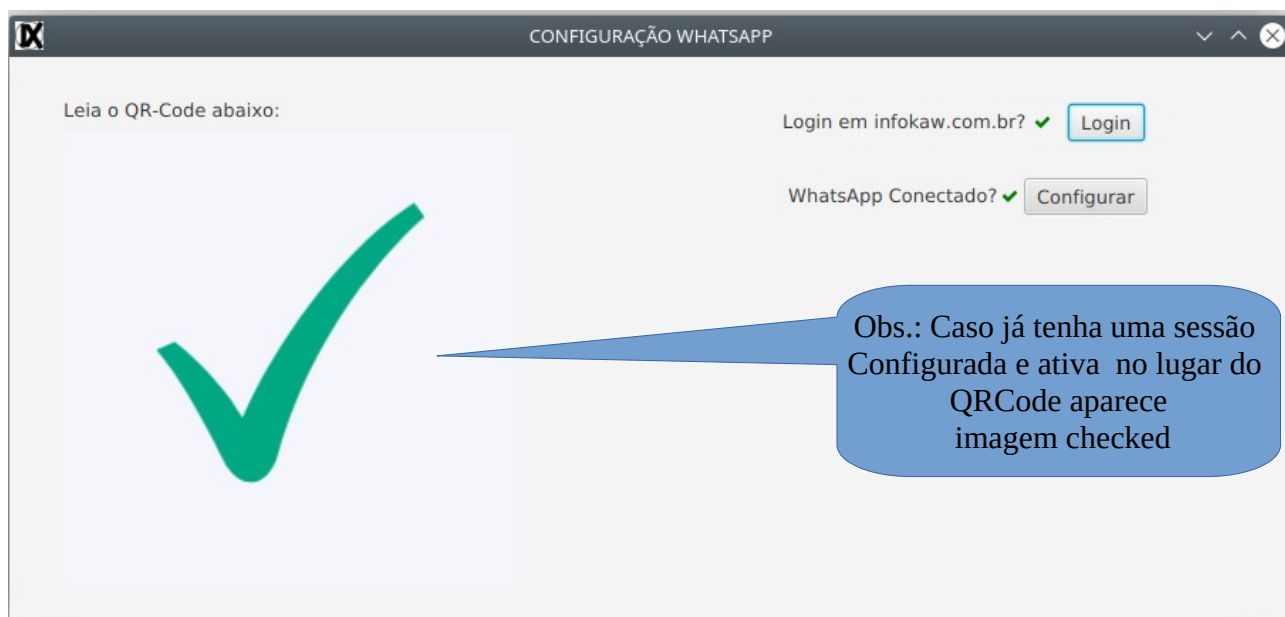 CONFIGURAÇÃO WHATSAPP
Leia o QR-Code abaixo:
Login em infokaw.com.br? Login
WhatsApp Conectado? Configurar
Obs.: Caso já tenha uma sessão
Configurada e ativa no lugar do
QRCode aparece
imagem checked